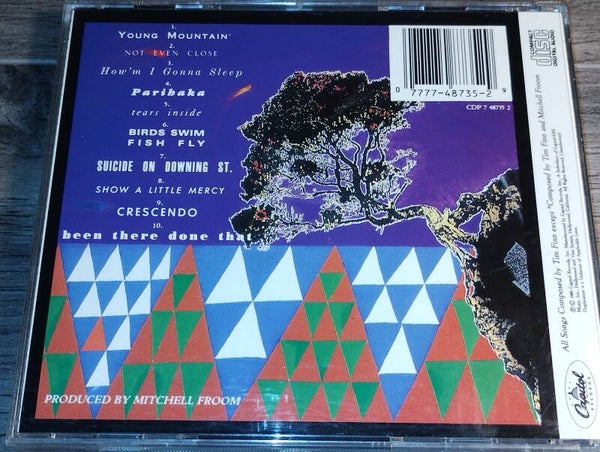 1.
YOUNG MOUNTAIN*
2.
NOT EVEN CLOSE
3.
How'm I Gonna Sleep
4.
Parihaka
5.
tears inside
6.
BIRDS SWIM
FISH FLY
7.
SUICIDE ON DOWNING ST.
8.
SHOW A LITTLE MERCY
9.
CRESCENDO
10.
been there done that
PRODUCED BY MITCHELL FROOM
0 7777-48735-2 9
CDP 7 48735 2
COMPACT
disc
DIGITAL AUDIO
All Songs Composed by Tim Finn except *Composed by Tim Finn and Mitchell Froom
Capitol